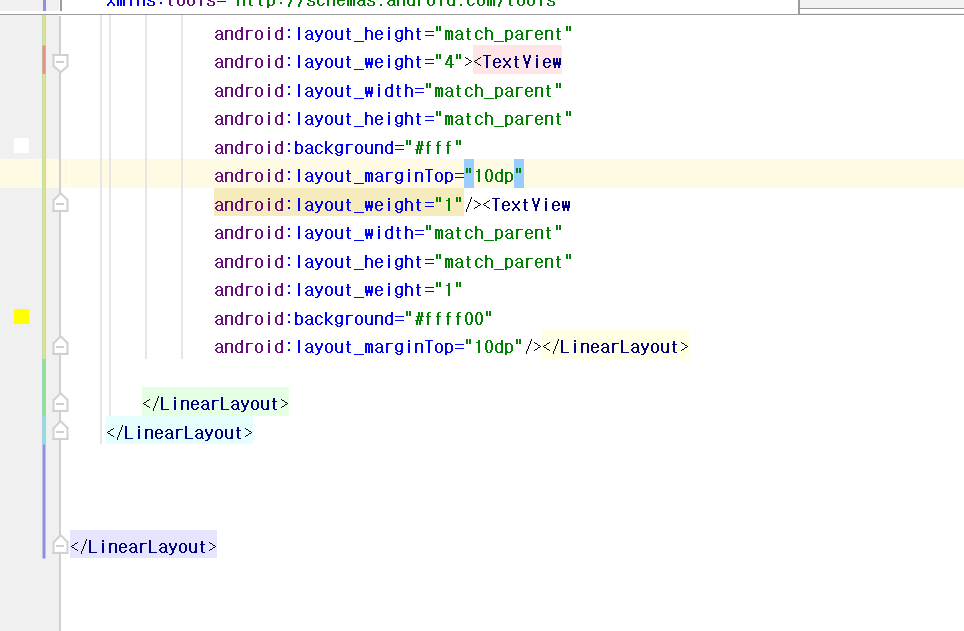 xmlns:tools="http://schemas.android.com/tools"
android:layout_height="match_parent"
android:layout_weight="4"><TextView
android:layout_width="match_parent"
android:layout_height="match_parent"
android:background="#fff"
android:layout_marginTop="10dp"
android:layout_weight="1"/><TextView
android:layout_width="match_parent"
android:layout_height="match_parent"
android:layout_weight="1"
android:background="#ffff00"
android:layout_marginTop="10dp"/></LinearLayout>
</LinearLayout>
</LinearLayout>
</LinearLayout>